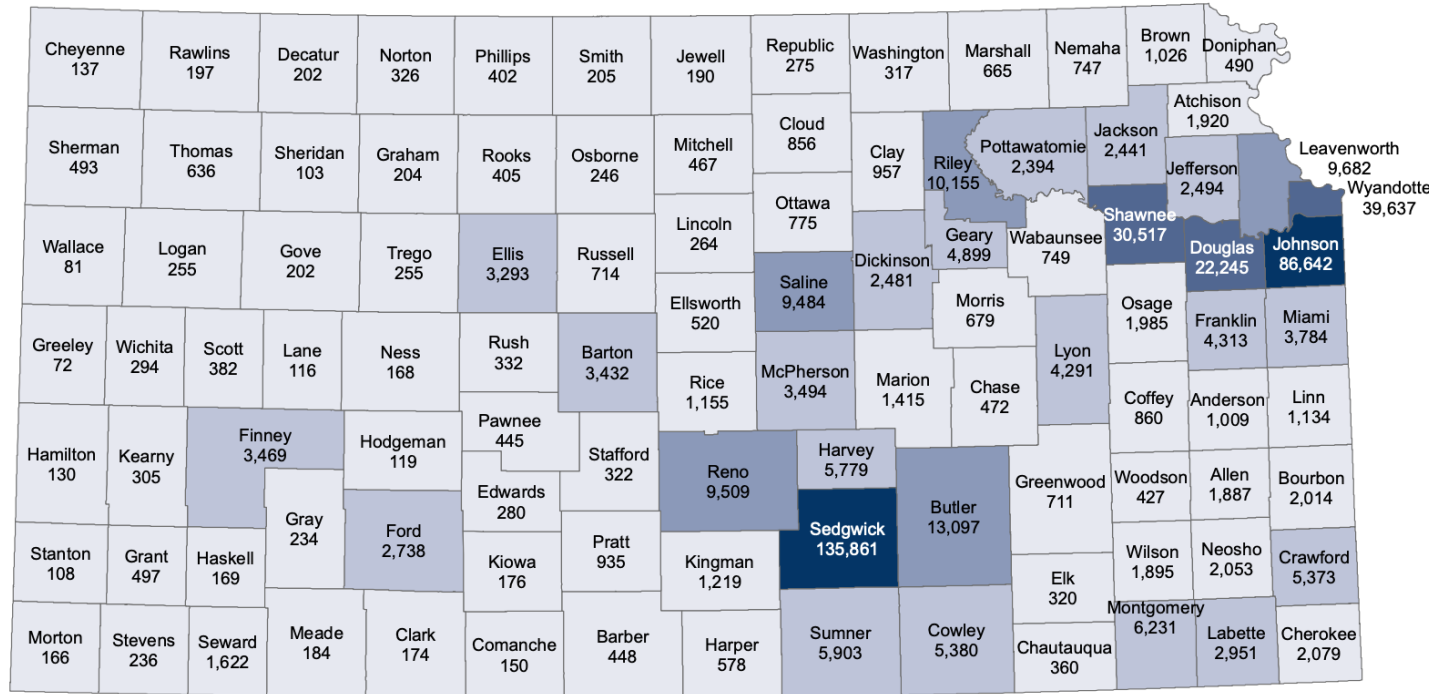 Cheyenne
137
Rawlins
197
Decatur
202
Norton
326
Phillips
402
Smith
205
Jewell
190
Republic
275
Washington
317
Marshall
665
Nemaha
747
Brown
1,026
Doniphan
490
Atchison
1,920
Sherman
493
Thomas
636
Sheridan
103
Graham
204
Rooks
405
Osborne
246
Mitchell
467
Cloud
856
Clay
957
Riley
10,155
Pottawatomie
2,394
Jackson
2,441
Jefferson
2,494
Leavenworth
9,682
Wyandotte
39,637
Wallace
81
Logan
255
Gove
202
Trego
255
Ellis
3,293
Russell
714
Lincoln
264
Ottawa
775
Saline
9,484
Dickinson
2,481
Geary
4,899
Wabaunsee
749
Shawnee
30,517
Douglas
22,245
Johnson
86,642
Ellsworth
520
Morris
679
Osage
1,985
Franklin
4,313
Miami
3,784
Greeley
72
Wichita
294
Scott
382
Lane
116
Ness
168
Rush
332
Barton
3,432
Rice
1,155
McPherson
3,494
Marion
1,415
Chase
472
Lyon
4,291
Coffey
860
Anderson
1,009
Linn
1,134
Hamilton
130
Kearny
305
Finney
3,469
Hodgeman
119
Pawnee
445
Stafford
322
Edwards
280
Reno
9,509
Harvey
5,779
Butler
13,097
Greenwood
711
Woodson
427
Allen
1,887
Bourbon
2,014
Gray
234
Ford
2,738
Sedgwick
135,861
Stanton
108
Grant
497
Haskell
169
Kiowa
176
Pratt
935
Kingman
1,219
Elk
320
Wilson
1,895
Neosho
2,053
Crawford
5,373
Morton
166
Stevens
236
Seward
1,622
Meade
184
Clark
174
Comanche
150
Barber
448
Harper
578
Sumner
5,903
Cowley
5,380
Chautauqua
360
Montgomery
6,231
Labette
2,951
Cherokee
2,079